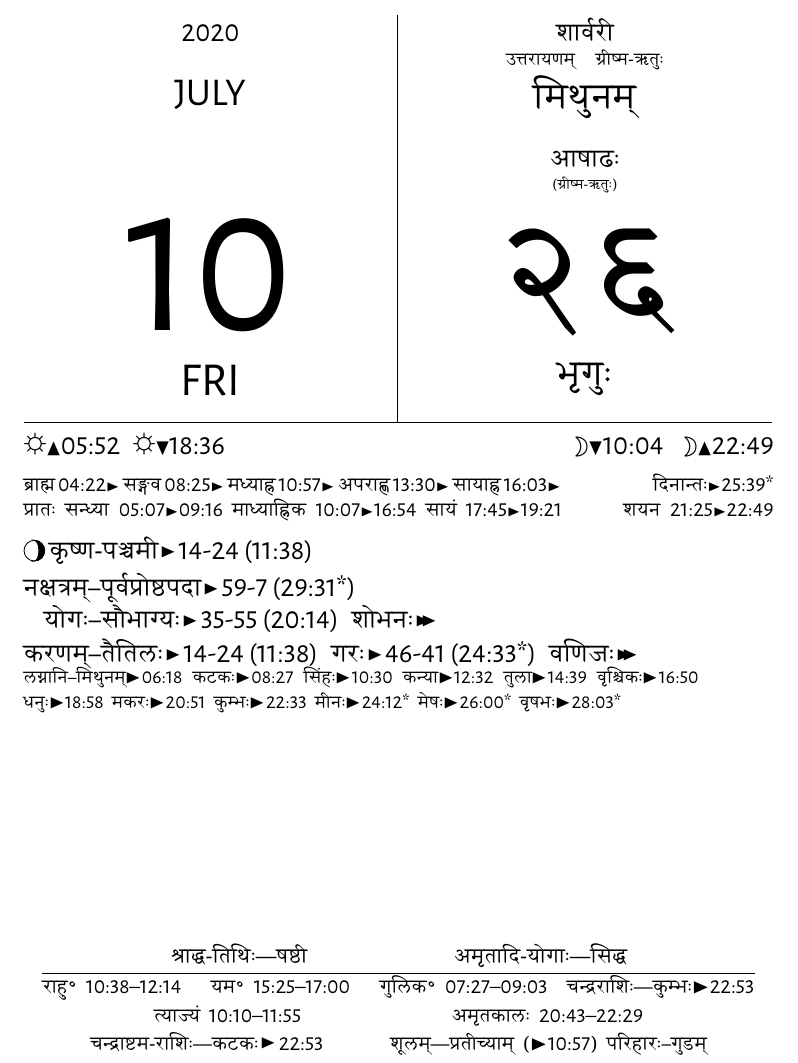 2020
JULY
10
FRI
शार्वरी
उत्तरायणम् ग्रीष्म-ऋतुः
मिथुनम्
आषाढः
(ग्रीष्म-ऋतुः)
२६
भृगुः
☼▲05:52 ☼▼18:36 ☽▼10:04 ☽▲22:49
ब्राह्म 04:22► सङ्गव 08:25► मध्याह्न 10:57► अपराह्ण 13:30► सायाह्न 16:03► दिनान्तः►25:39*
प्रातः सन्ध्या 05:07►09:16 माध्याह्निक 10:07►16:54 सायं 17:45►19:21 शयन 21:25►22:49
कृष्ण-पञ्चमी►14-24 (11:38)
नक्षत्रम्–पूर्वप्रोष्ठपदा►59-7 (29:31*)
योगः–सौभाग्यः►35-55 (20:14) शोभनः►►
करणम्–तैतिलः►14-24 (11:38) गरः►46-41 (24:33*) वणिजः►►
लग्नानि–मिथुनम्►06:18 कटकः►08:27 सिंहः►10:30 कन्या►12:32 तुला►14:39 वृश्चिकः►16:50
धनुः►18:58 मकरः►20:51 कुम्भः►22:33 मीनः►24:12* मेषः►26:00* वृषभः►28:03*
श्राद्ध-तिथिः—षष्ठी अमृतादि-योगाः—सिद्ध
राहु° 10:38–12:14 यम° 15:25–17:00 गुलिक° 07:27–09:03 चन्द्रराशिः—कुम्भः►22:53
त्याज्यं 10:10–11:55 अमृतकालः 20:43–22:29
चन्द्राष्टम-राशिः—कटकः► 22:53 शूलम्—प्रतीच्याम् (►10:57) परिहारः–गुडम्